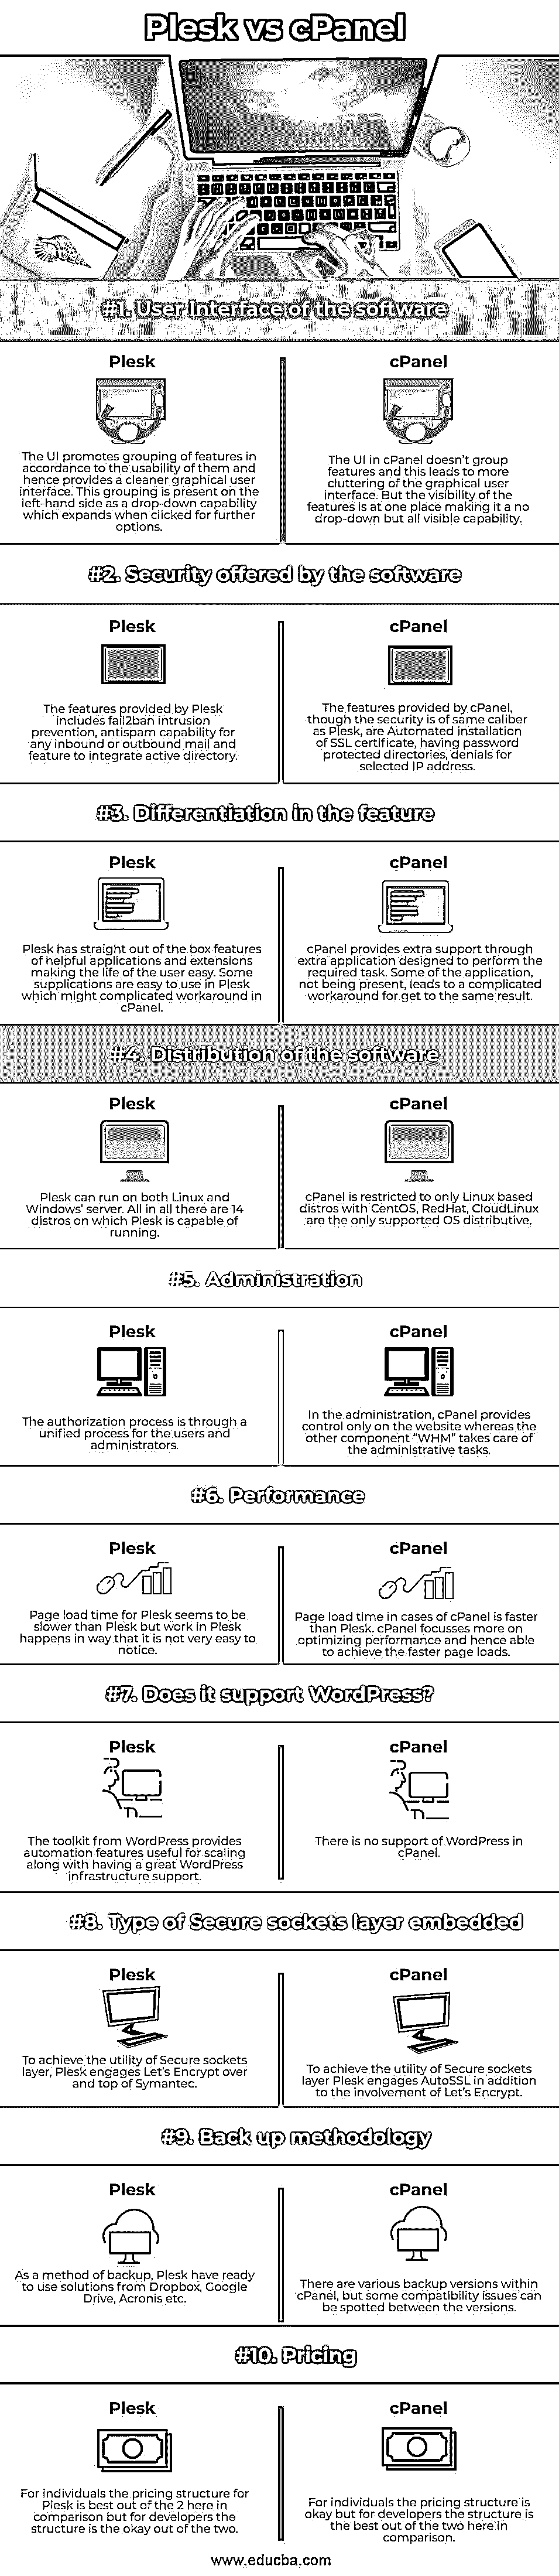 Plesk vs cPanel
#1. User Interface of the software
Plesk
The UI promotes grouping of features in
accordance to the usability of them and
hence provides a cleaner graphical user
interface. This grouping is present on the
left-hand side as a drop-down capability
which expands when clicked for further
options.
cPanel
The UI in cPanel doesn't group
features and this leads to more
cluttering of the graphical user
interface. But the visibility of the
features is at one place making it a no
drop-down but all visible capability.
#2. Security offered by the software
Plesk
The features provided by Plesk
includes fail2ban intrusion
prevention, antispam capability for
any inbound or outbound mail and
feature to integrate active directory.
cPanel
The features provided by cPanel,
though the security is of same caliber
as Plesk, are Automated installation
of SSL certificate, having password
protected directories, denials for
selected IP address.
#3. Differentiation in the feature
Plesk
Plesk has straight out of the box features
of helpful applications and extensions
making the life of the user easy. Some
supplications are easy to use in Plesk
which might complicated workaround in
cPanel.
cPanel
cPanel provides extra support through
extra application designed to perform the
required task. Some of the application,
not being present, leads to a complicated
workaround for get to the same result.
#4. Distribution of the software
Plesk
Plesk can run on both Linux and
Windows' server. All in all there are 14
distros on which Plesk is capable of
running.
cPanel
cPanel is restricted to only Linux based
distros with CentOS, RedHat, CloudLinux
are the only supported OS distributive.
#5. Administration
Plesk
The authorization process is through a
unified process for the users and
administrators.
cPanel
In the administration, cPanel provides
control only on the website whereas the
other component “WHM” takes care of
the administrative tasks.
#6. Performance
Plesk
Page load time for Plesk seems to be
slower than Plesk but work in Plesk
happens in way that it is not very easy to
notice.
cPanel
Page load time in cases of cPanel is faster
than Plesk. cPanel focusses more on
optimizing performance and hence able
to achieve the faster page loads.
#7. Does it support WordPress?
Plesk
The toolkit from WordPress provides
automation features useful for scaling
along with having a great WordPress
infrastructure support.
cPanel
There is no support of WordPress in
cPanel.
#8. Type of Secure sockets layer embedded
Plesk
To achieve the utility of Secure sockets
layer, Plesk engages Let's Encrypt over
and top of Symantec.
cPanel
To achieve the utility of Secure sockets
layer Plesk engages AutoSSL in addition
to the involvement of Let's Encrypt.
#9. Back up methodology
Plesk
As a method of backup, Plesk have ready
to use solutions from Dropbox, Google
Drive, Acronis etc.
cPanel
There are various backup versions within
cPanel, but some compatibility issues can
be spotted between the versions.
#10. Pricing
Plesk
For individuals the pricing structure for
Plesk is best out of the 2 here in
comparison but for developers the
structure is the okay out of the two.
cPanel
For individuals the pricing structure is
okay but for developers the structure is
the best out of the two here in
comparison.
www.educba.com